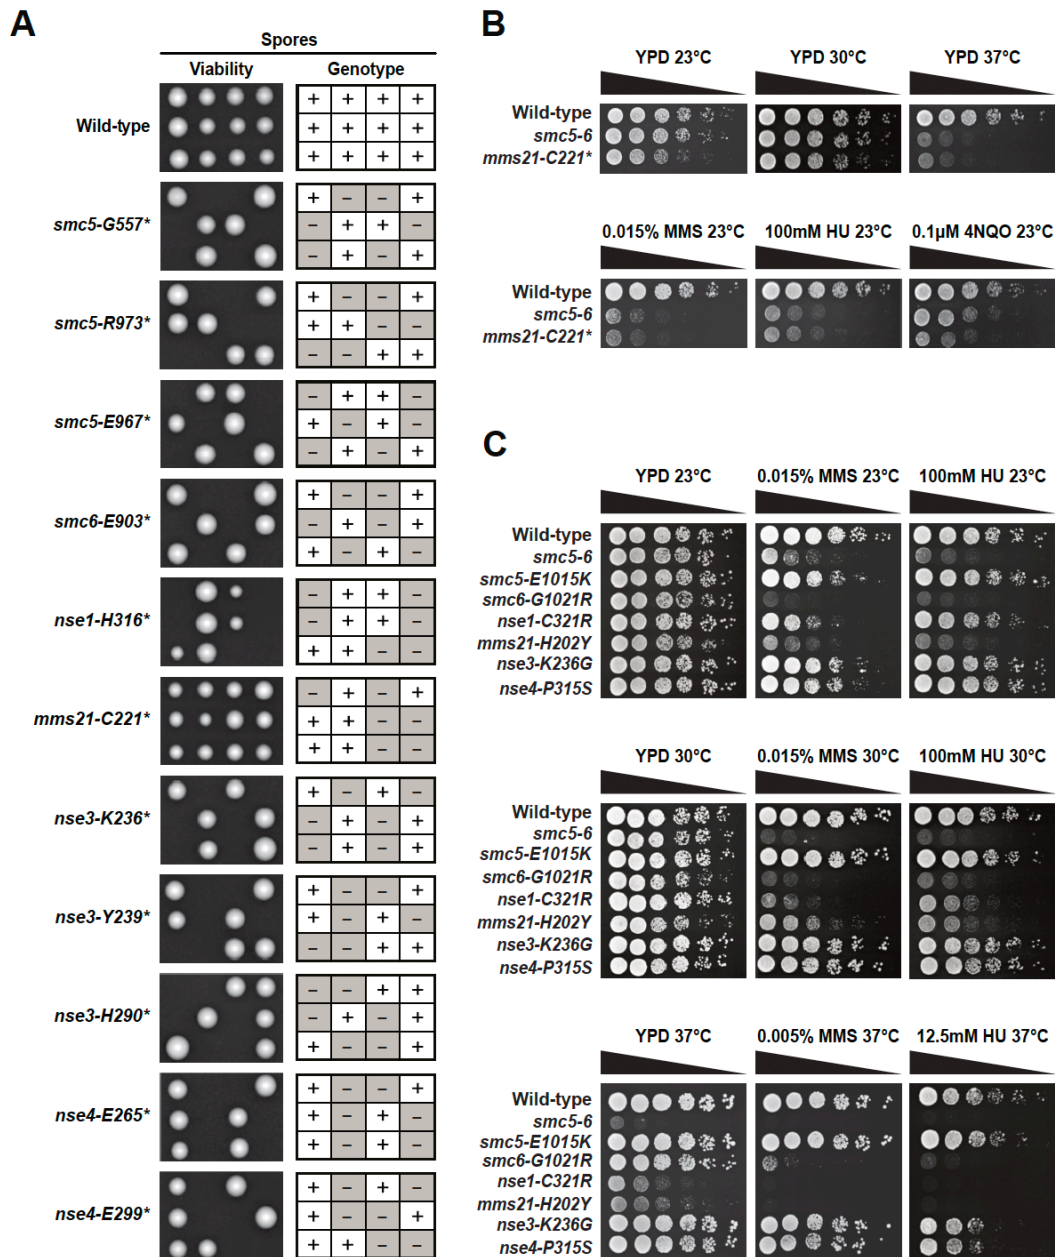 A
Spores
Viability Genotype
Wild-type + + + +
+ + + +
+ + + +
smc5-G557* + − − +
− + + −
− + − +
smc5-R973* + − − +
+ + − −
− − + +
smc5-E967* − + + −
+ − + −
− + − +
smc6-E903* + − − +
− + − +
+ − + −
nse1-H316* − + + −
− + + −
+ + − −
mms21-C221* − + − +
+ + − −
+ + − −
nse3-K236* + − + −
− + − +
− + − +
nse3-Y239* + − − +
+ − + −
− − + +
nse3-H290* − − + +
− + − +
+ − − +
nse4-E265* + − − +
+ − + −
+ − + −
nse4-E299* + − + −
+ − − +
+ + − −
B
YPD 23°C YPD 30°C YPD 37°C
Wild-type
smc5-6
mms21-C221*
0.015% MMS 23°C 100mM HU 23°C 0.1µM 4NQO 23°C
Wild-type
smc5-6
mms21-C221*
C
YPD 23°C 0.015% MMS 23°C 100mM HU 23°C
Wild-type
smc5-6
smc5-E1015K
smc6-G1021R
nse1-C321R
mms21-H202Y
nse3-K236G
nse4-P315S
YPD 30°C 0.015% MMS 30°C 100mM HU 30°C
Wild-type
smc5-6
smc5-E1015K
smc6-G1021R
nse1-C321R
mms21-H202Y
nse3-K236G
nse4-P315S
YPD 37°C 0.005% MMS 37°C 12.5mM HU 37°C
Wild-type
smc5-6
smc5-E1015K
smc6-G1021R
nse1-C321R
mms21-H202Y
nse3-K236G
nse4-P315S